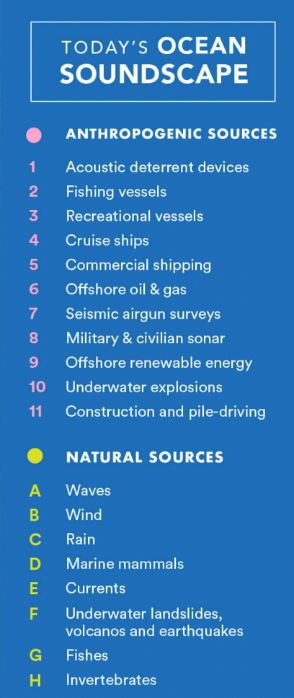 TODAY'S OCEAN
SOUNDSCAPE
ANTHROPOGENIC SOURCES
1 Acoustic deterrent devices
2 Fishing vessels
3 Recreational vessels
4 Cruise ships
5 Commercial shipping
6 Offshore oil & gas
7 Seismic airgun surveys
8 Military & civilian sonar
9 Offshore renewable energy
10 Underwater explosions
11 Construction and pile-driving
NATURAL SOURCES
A Waves
B Wind
C Rain
D Marine mammals
E Currents
F Underwater landslides,
volcanos and earthquakes
G Fishes
H Invertebrates